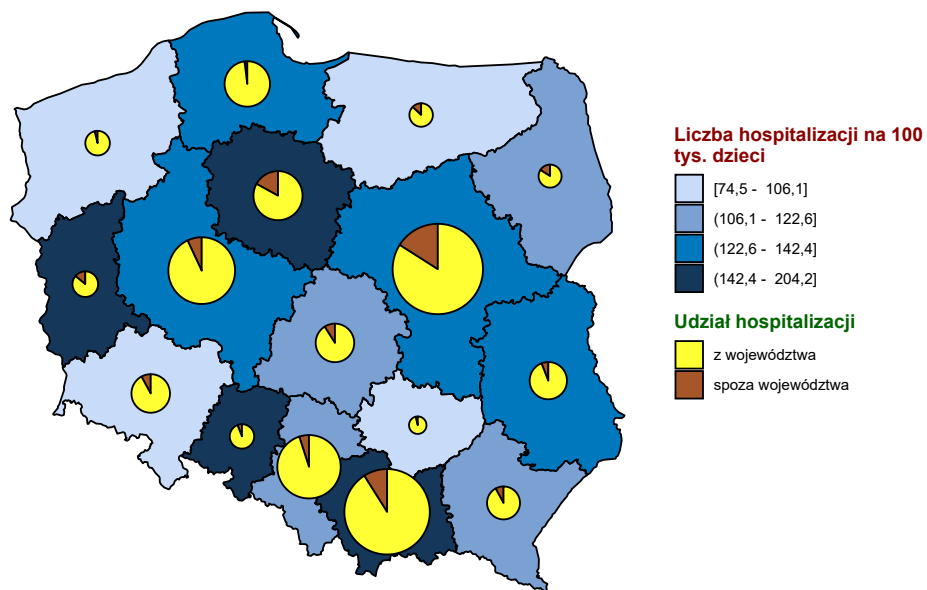 Liczba hospitalizacji na 100
tys. dzieci
[74,5 - 106,1]
(106,1 - 122,6]
(122,6 - 142,4]
(142,4 - 204,2]
Udział hospitalizacji
z województwa
spoza województwa